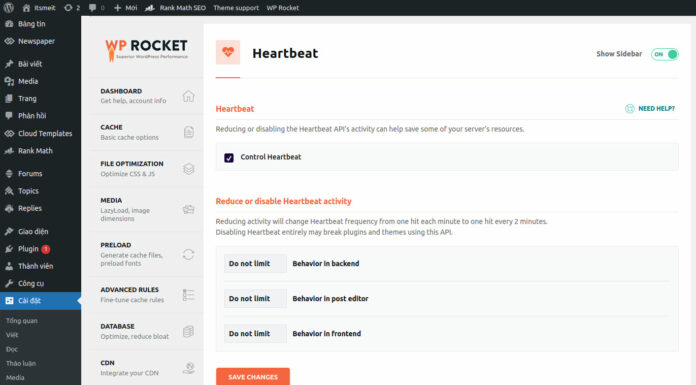 Itsmeit 2 0 + Mới Rank Math SEO Theme support WP Rocket
Bảng tin
Newspaper
Bài viết
Media
Trang
Phản hồi
Cloud Templates
Rank Math
Forums
Topics
Replies
Giao diện
Plugin 1
Thành viên
Công cụ
Cài đặt
Tổng quan
Viết
Đọc
Thảo luận
Media
WP ROCKET
Superior WordPress Performance
DASHBOARD
Get help, account info
CACHE
Basic cache options
FILE OPTIMIZATION
Optimize CSS & JS
MEDIA
LazyLoad, image
dimensions
PRELOAD
Generate cache files,
preload fonts
ADVANCED RULES
Fine-tune cache rules
DATABASE
Optimize, reduce bloat
CDN
Integrate your CDN
Heartbeat
Show Sidebar ON
Heartbeat
NEED HELP?
Reducing or disabling the Heartbeat API's activity can help save some of your server's resources.
Control Heartbeat
Reduce or disable Heartbeat activity
Reducing activity will change Heartbeat frequency from one hit each minute to one hit every 2 minutes.
Disabling Heartbeat entirely may break plugins and themes using this API.
Do not limit Behavior in backend
Do not limit Behavior in post editor
Do not limit Behavior in frontend
SAVE CHANGES